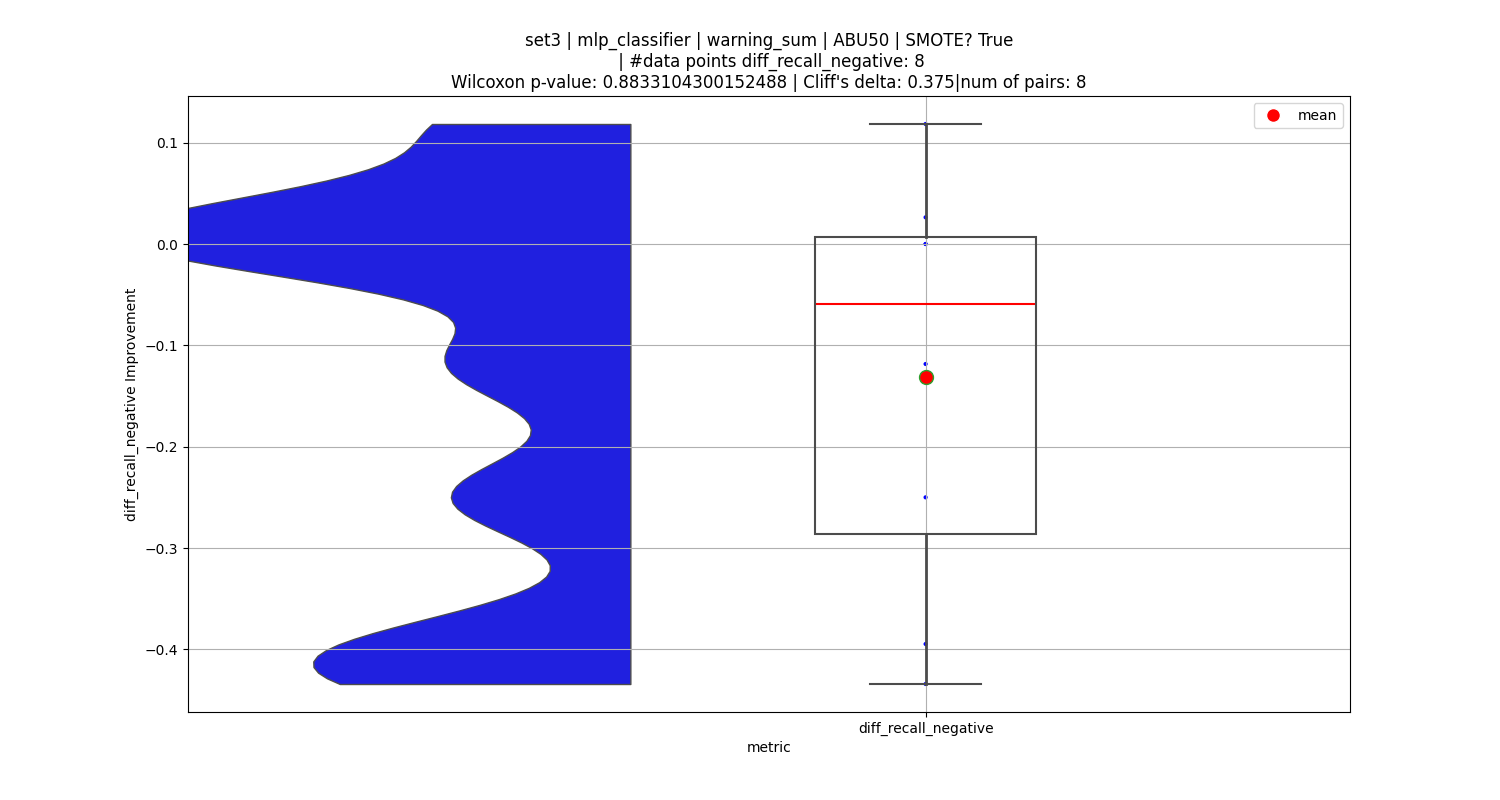 set3 | mlp_classifier | warning_sum | ABU50 | SMOTE? True
| #data points diff_recall_negative: 8
Wilcoxon p-value: 0.8833104300152488 | Cliff's delta: 0.375|num of pairs: 8
mean
0.1
0.0
−0.1
−0.2
−0.3
−0.4
diff_recall_negative Improvement
diff_recall_negative
metric